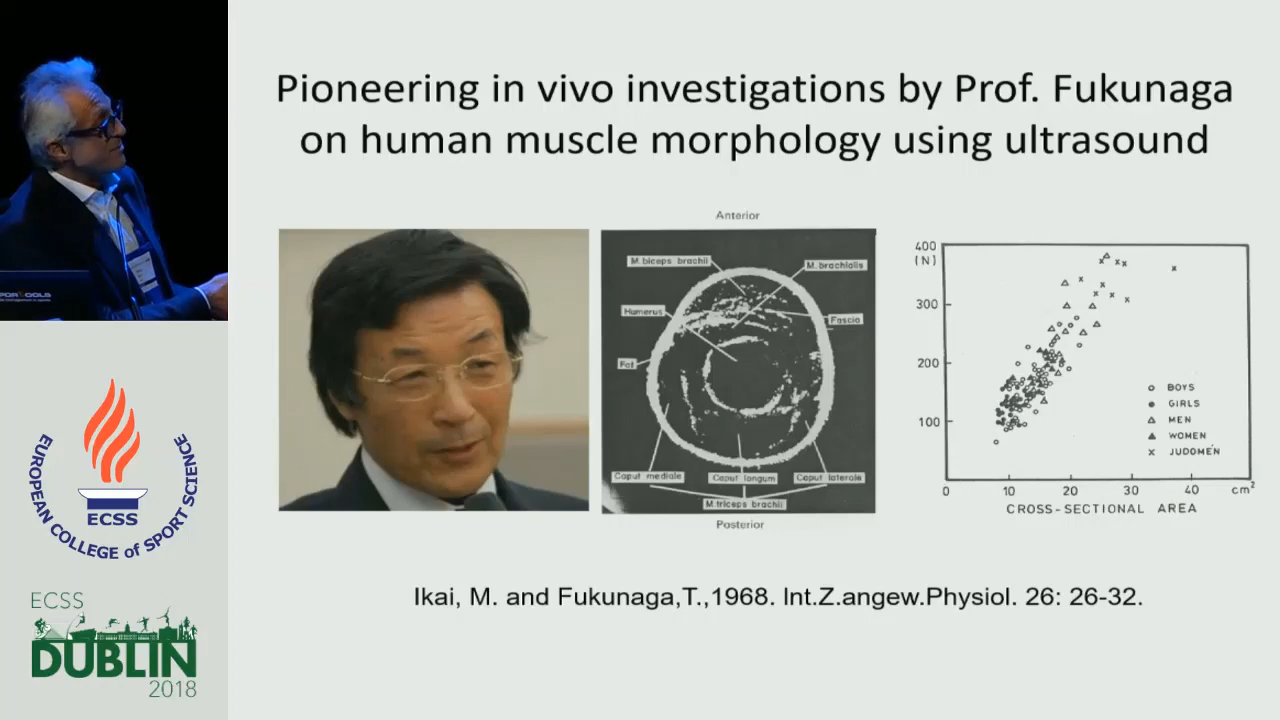 Pioneering in vivo investigations by Prof. Fukunaga
on human muscle morphology using ultrasound
Anterior
M.biceps brachii
M.brachialis
Humerus
Fascia
Fat
Caput mediale
Caput longum
Caput laterale
M.triceps brachii
Posterior
400
(N)
300
200
100
BOYS
GIRLS
MEN
WOMEN
JUDOMEN
0 10 20 30 40 cm²
CROSS-SECTIONAL AREA
Ikai, M. and Fukunaga,T.,1968. Int.Z.angew.Physiol. 26: 26-32.
EUROPEAN COLLEGE of SPORT SCIENCE
ECSS
ECSS
DUBLIN
2018